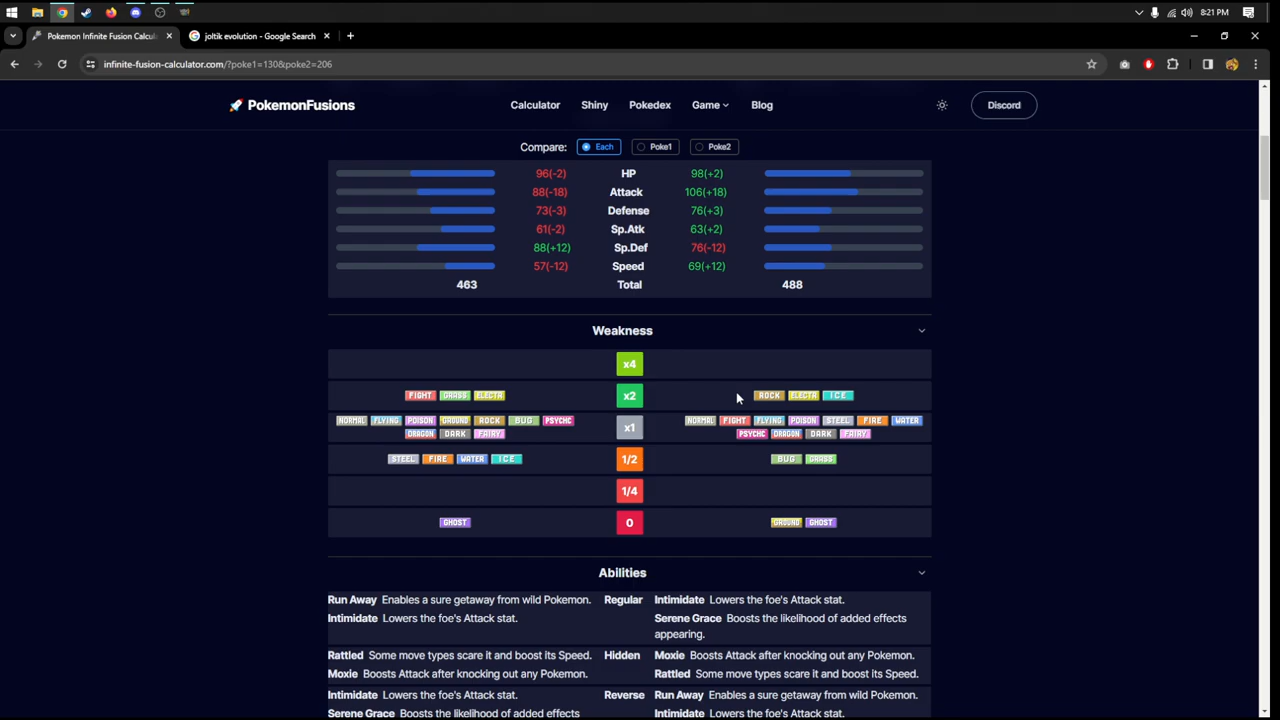 8:21 PM
Pokemon Infinite Fusion Calcul
joltik evolution - Google Search
infinite-fusion-calculator.com/?poke1=130&poke2=206
PokemonFusions
Calculator
Shiny
Pokedex
Game
Blog
Discord
Compare: Each Poke1 Poke2
96(-2) HP 98(+2)
88(-18) Attack 106(+18)
73(-3) Defense 76(+3)
61(-2) Sp.Atk 63(+2)
88(+12) Sp.Def 76(-12)
57(-12) Speed 69(+12)
463 Total 488
Weakness
x4
FIGHT GRASS ELECTR x2 ROCK ELECTR ICE
NORMAL FLYING POISON GROUND ROCK BUG PSYCHC x1 NORMAL FIGHT FLYING POISON STEEL FIRE WATER
DRAGON DARK FAIRY PSYCHC DRAGON DARK FAIRY
STEEL FIRE WATER ICE 1/2 BUG GRASS
1/4
GHOST 0 GROUND GHOST
Abilities
Run Away Enables a sure getaway from wild Pokemon. Regular Intimidate Lowers the foe's Attack stat.
Intimidate Lowers the foe's Attack stat. Serene Grace Boosts the likelihood of added effects
appearing.
Rattled Some move types scare it and boost its Speed. Hidden Moxie Boosts Attack after knocking out any Pokemon.
Moxie Boosts Attack after knocking out any Pokemon. Rattled Some move types scare it and boost its Speed.
Intimidate Lowers the foe's Attack stat. Reverse Run Away Enables a sure getaway from wild Pokemon.
Serene Grace Boosts the likelihood of added effects Intimidate Lowers the foe's Attack stat.